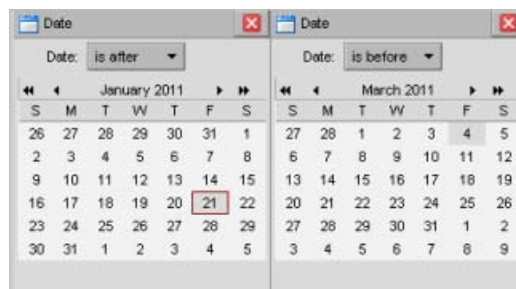 Date
Date: is after
January 2011
S M T W T F S
26 27 28 29 30 31 1
2 3 4 5 6 7 8
9 10 11 12 13 14 15
16 17 18 19 20 21 22
23 24 25 26 27 28 29
30 31 1 2 3 4 5
Date
Date: is before
March 2011
S M T W T F S
27 28 1 2 3 4 5
6 7 8 9 10 11 12
13 14 15 16 17 18 19
20 21 22 23 24 25 26
27 28 29 30 31 1 2
3 4 5 6 7 8 9